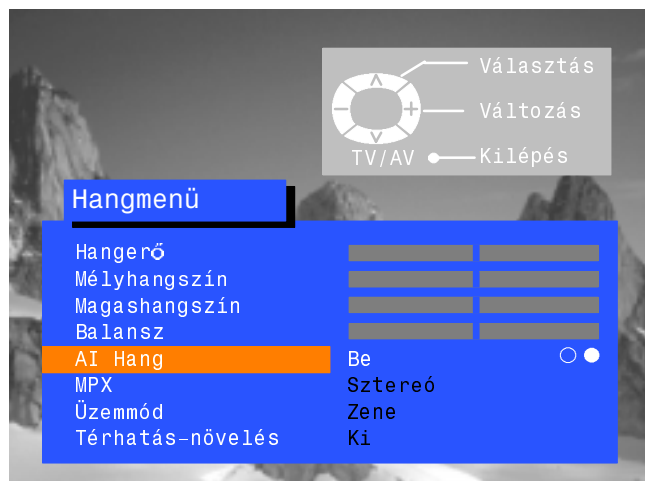 Választás
Változás
TV/AV Kilépés
Hangmenü
Hangerő
Mélyhangszín
Magashangszín
Balansz
AI Hang Be
MPX Sztereó
Üzemmód Zene
Térhatás-növelés Ki